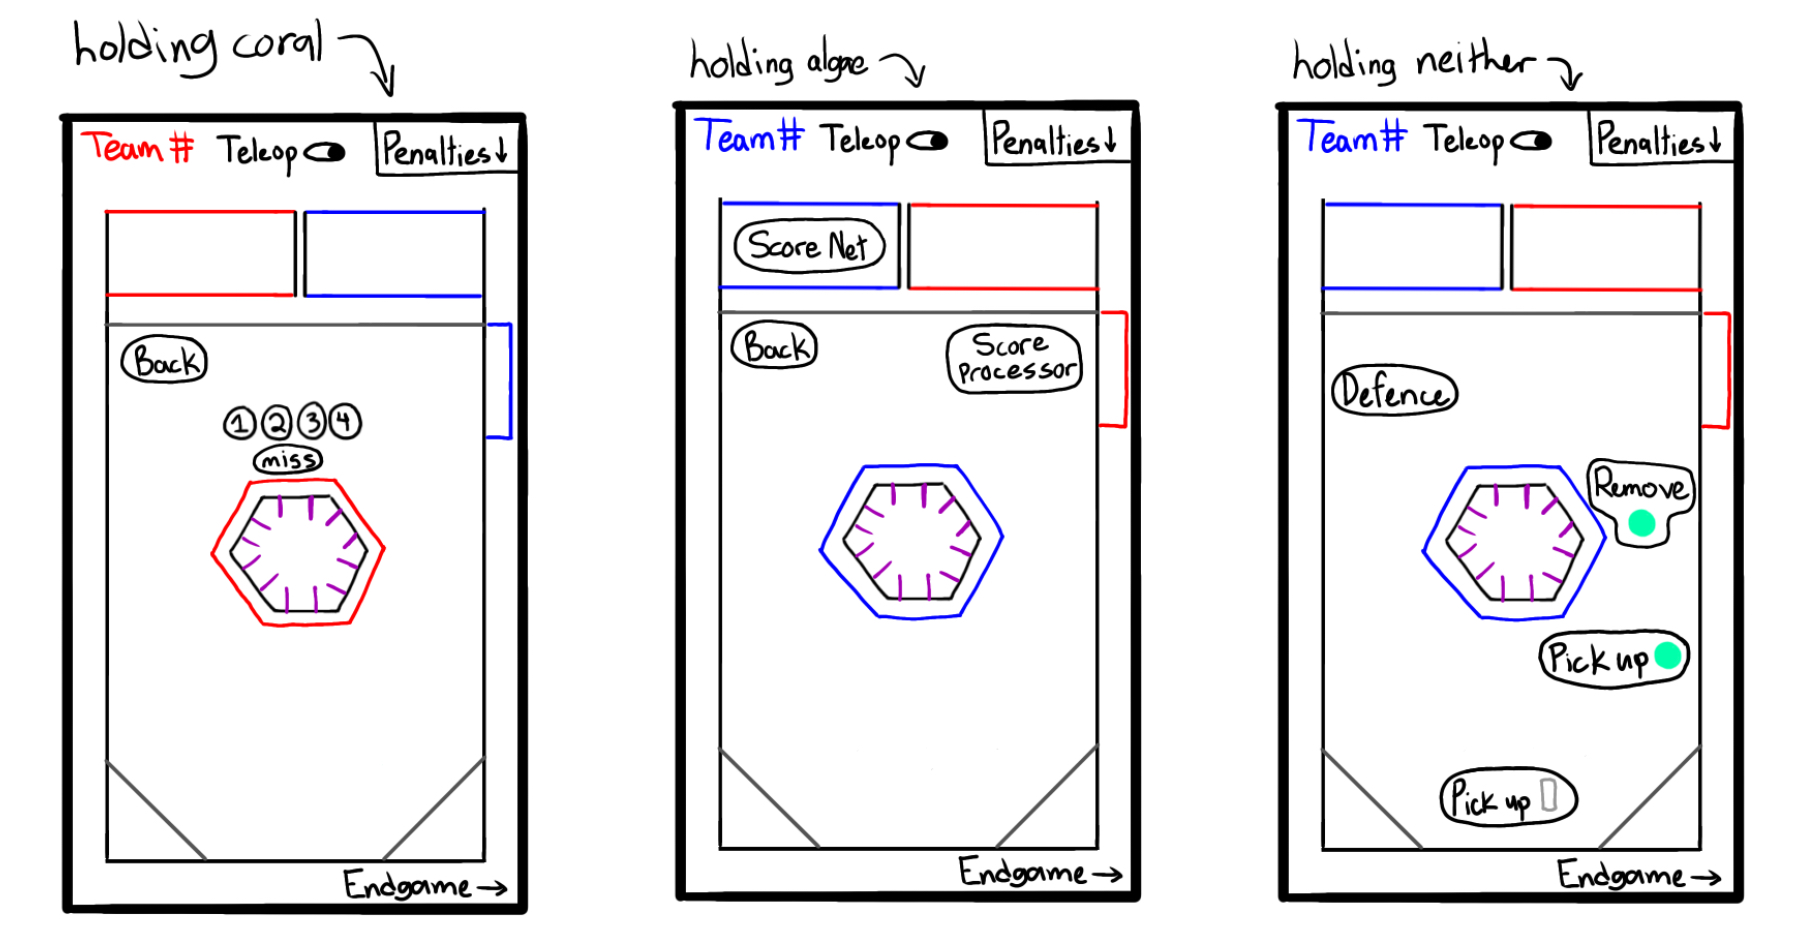 holding coral
Team # Teleop Penalties↓
Back
1 2 3 4
miss
Endgame →
holding algae
Team # Teleop Penalties↓
Score Net
Back
Score
Processor
Endgame →
holding neither
Team # Teleop Penalties↓
Defence
Remove
Pick up
Pick up
Endgame →